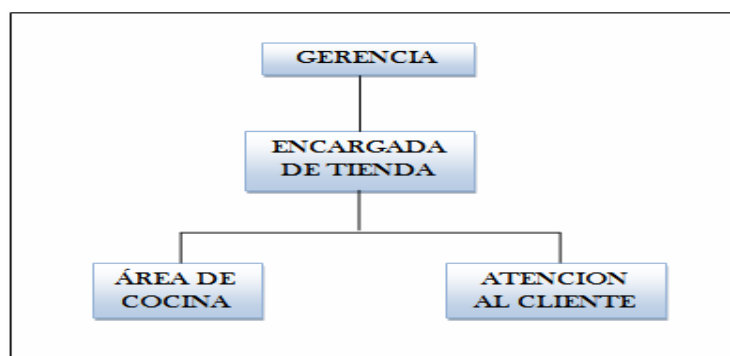 GERENCIA
ENCARGADA
DE TIENDA
ÁREA DE
COCINA
ATENCION
AL CLIENTE